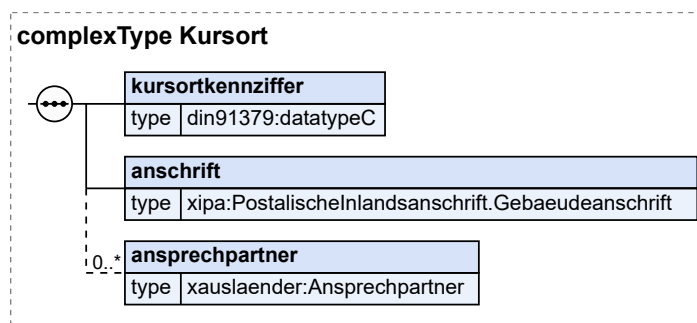 complexType Kursort
kursortkennziffer
type din91379:datatypeC
anschrift
type xipa:PostalischeInlandsanschrift.Gebaeudeanschrift
0..* ansprechpartner
type xauslaender:Ansprechpartner